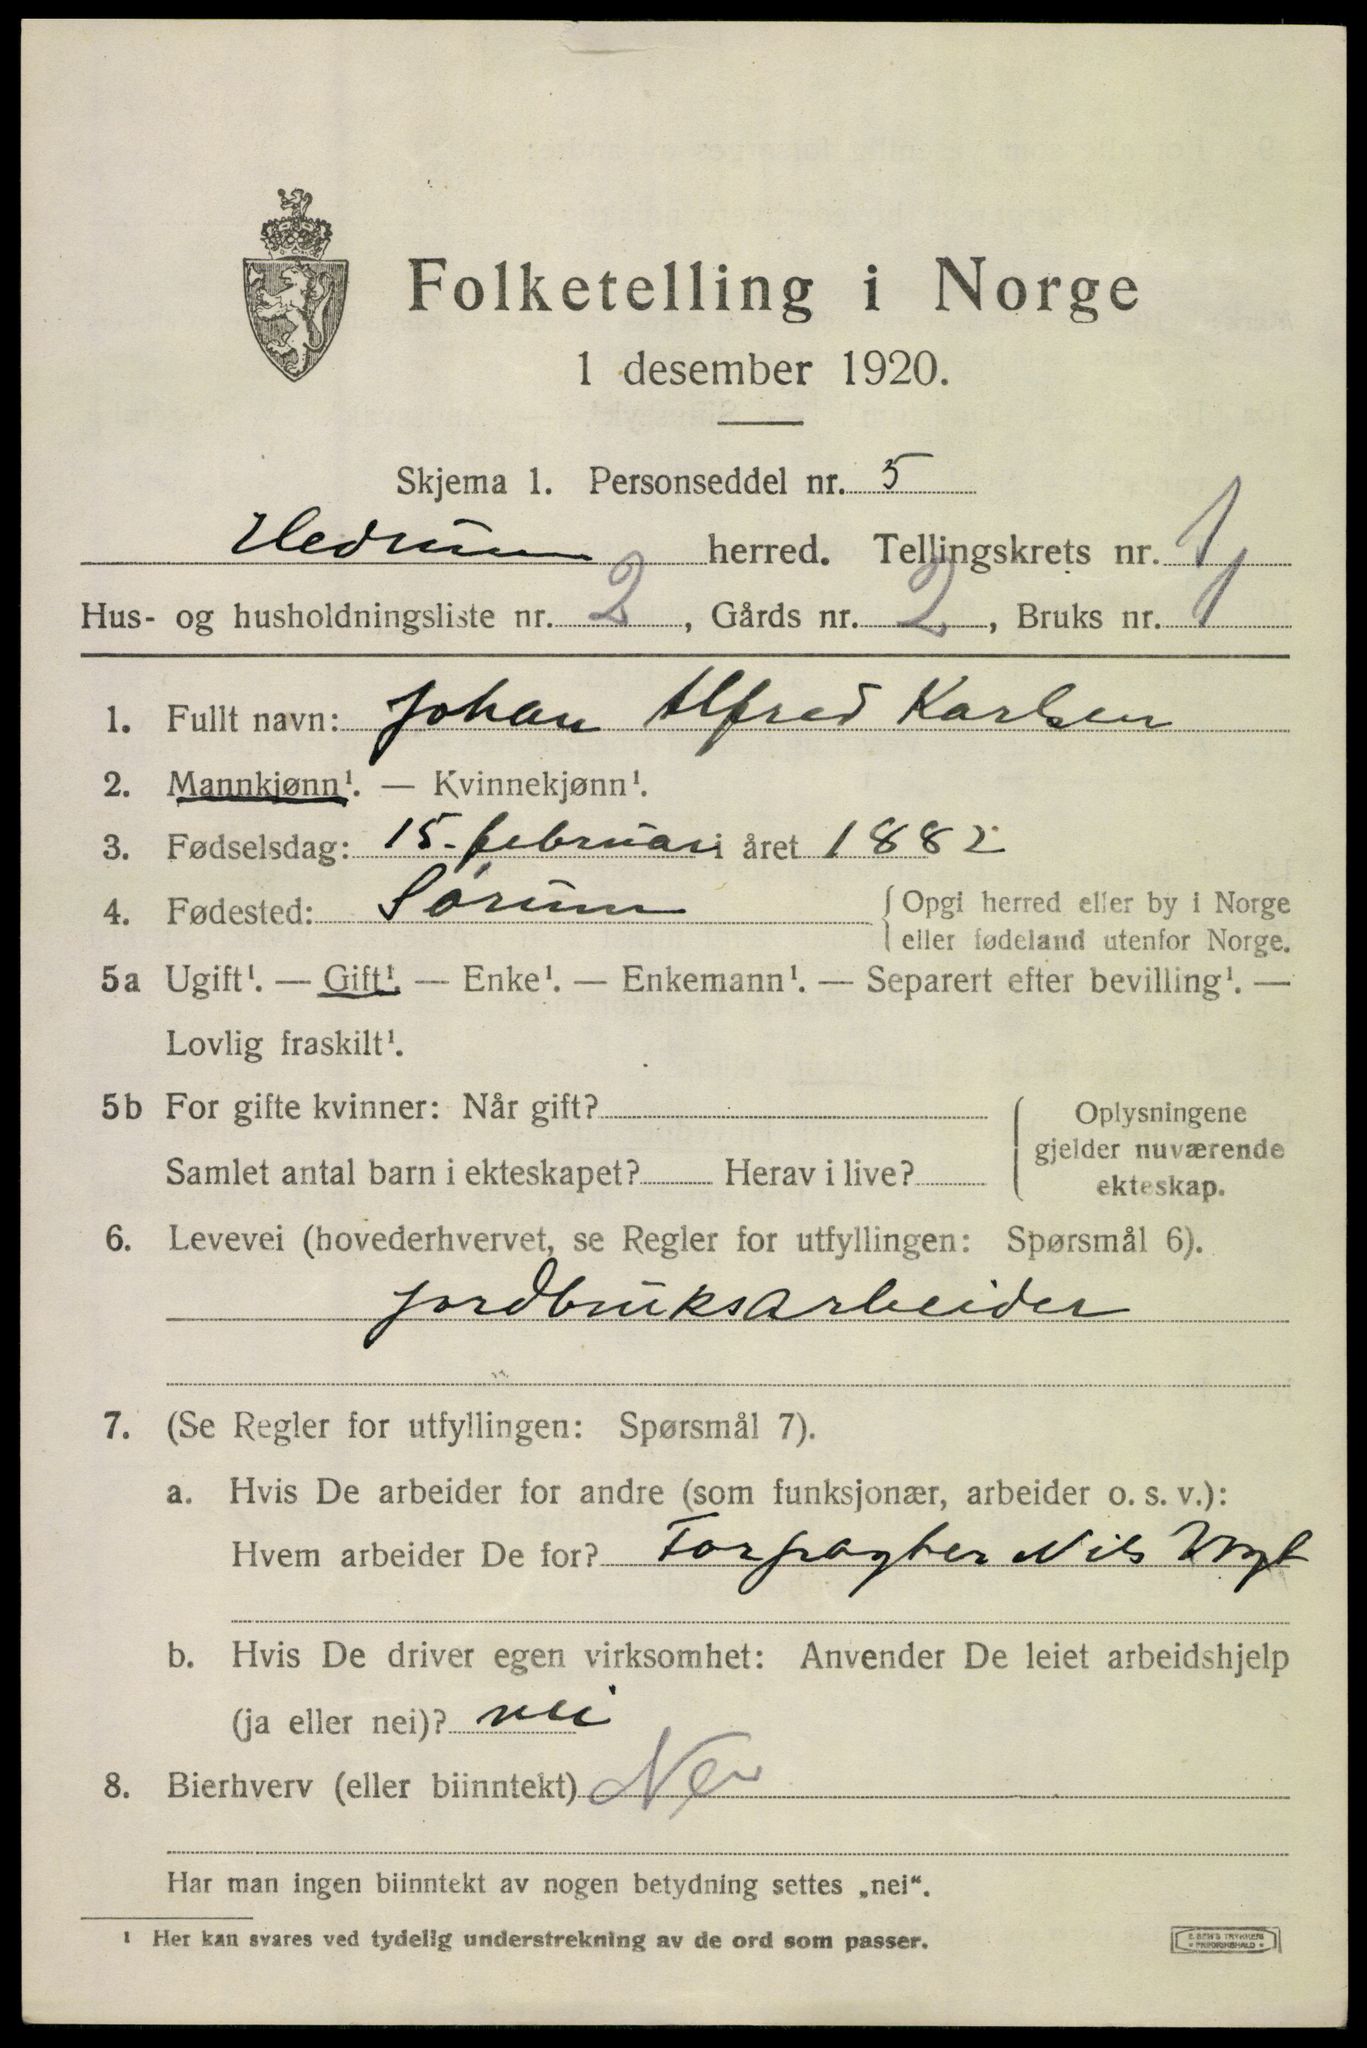 Folketelling i Norge
1 desember 1920.
Skjema 1. Personseddel nr. 5
Hedrum herred. Tellingskrets nr. 1
Hus- og husholdningsliste nr. 2, Gårds nr. 2, Bruks nr. 1
1. Fullt navn: Johan Alfred Karlsen
2. Mannkjønn¹. — Kvinnekjønn¹.
3. Fødselsdag: 15. februar i året 1882
4. Fødested: Sørum { Opgi herred eller by i Norge
eller fødeland utenfor Norge.
5a Ugift¹. — Gift¹. — Enke¹. — Enkemann¹. — Separert efter bevilling¹. —
Lovlig fraskilt¹.
5b For gifte kvinner: Når gift? Oplysningene
gjelder nuværende
Samlet antal barn i ekteskapet? Herav i live? ekteskap.
6. Levevei (hovederhvervet, se Regler for utfyllingen: Spørsmål 6).
jordbruksarbeider
7. (Se Regler for utfyllingen: Spørsmål 7).
a. Hvis De arbeider for andre (som funksjonær, arbeider o. s. v.):
Hvem arbeider De for? Forpagter Nils
b. Hvis De driver egen virksomhet: Anvender De leiet arbeidshjelp
(ja eller nei)? nei
8. Bierhverv (eller biinntekt) Nei
Har man ingen biinntekt av nogen betydning settes „nei“.
¹ Her kan svares ved tydelig understrekning av de ord som passer.